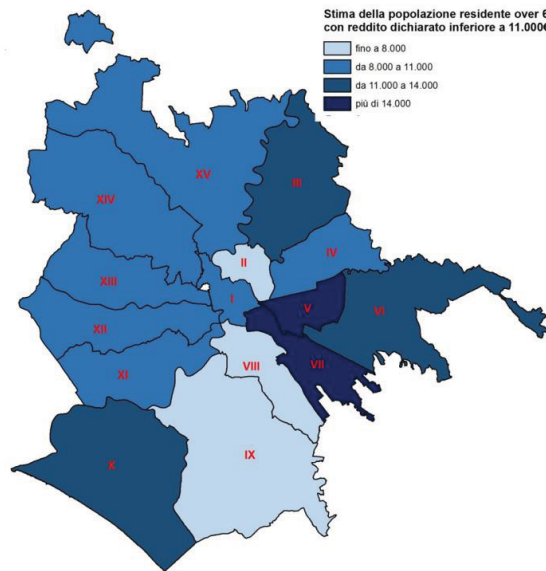 Stima della popolazione residente over 6
con reddito dichiarato inferiore a 11.000€
fino a 8.000
da 8.000 a 11.000
da 11.000 a 14.000
più di 14.000
XV
III
XIV
II
IV
XIII
I
V
VI
XII
VIII
VII
XI
IX
X